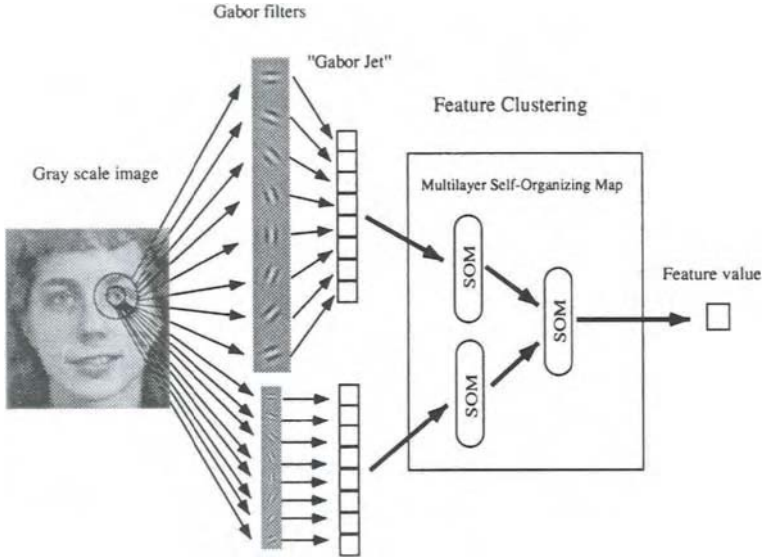 Gabor filters
"Gabor Jet"
Feature Clustering
Gray scale image
Multilayer Self-Organizing Map
SOM
SOM
SOM
Feature value